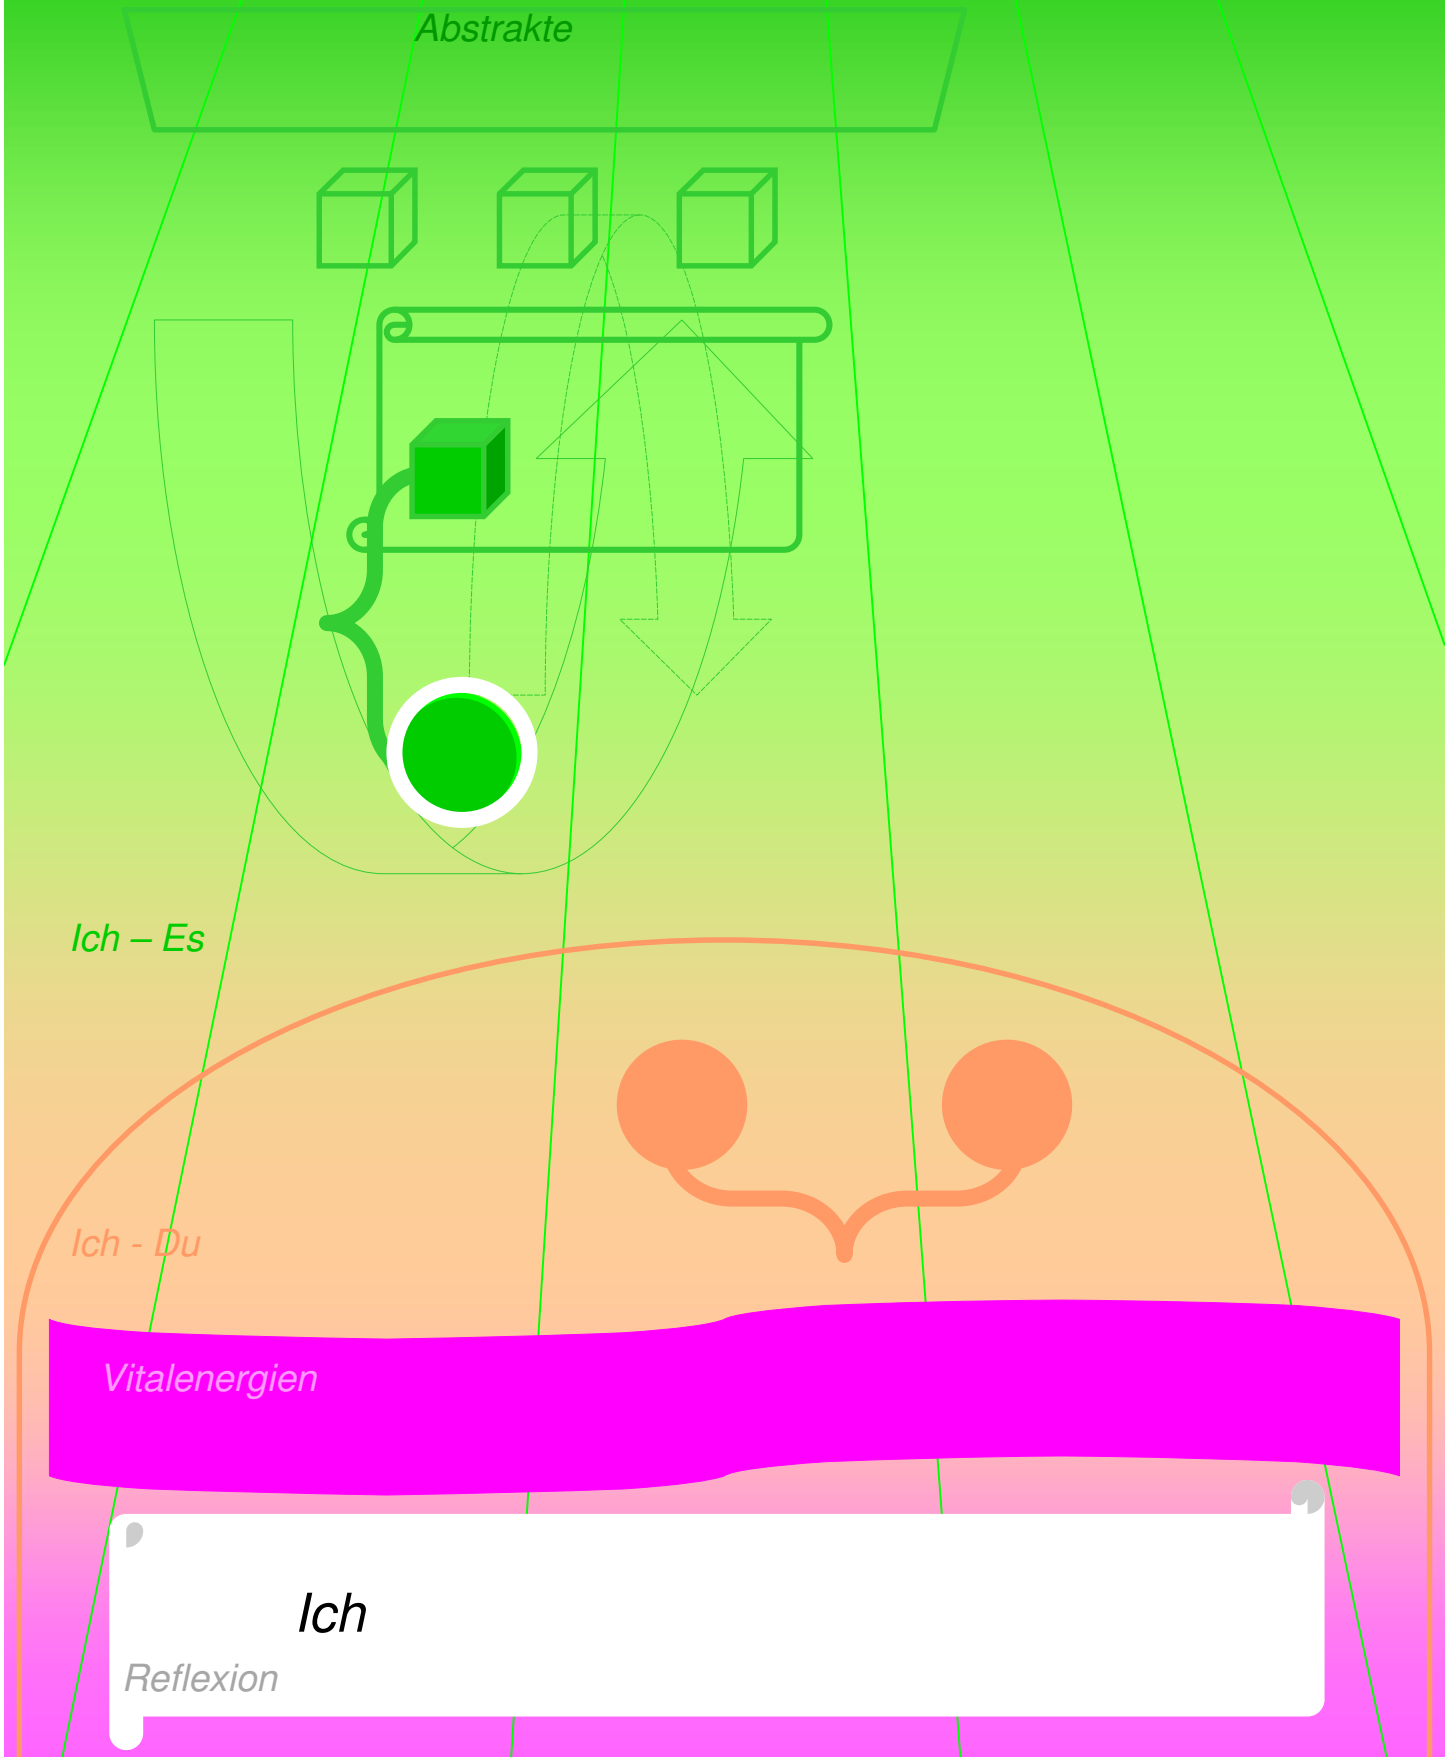 Abstrakte
Ich – Es
Ich - Du
Vitalenergien
Ich
Reflexion